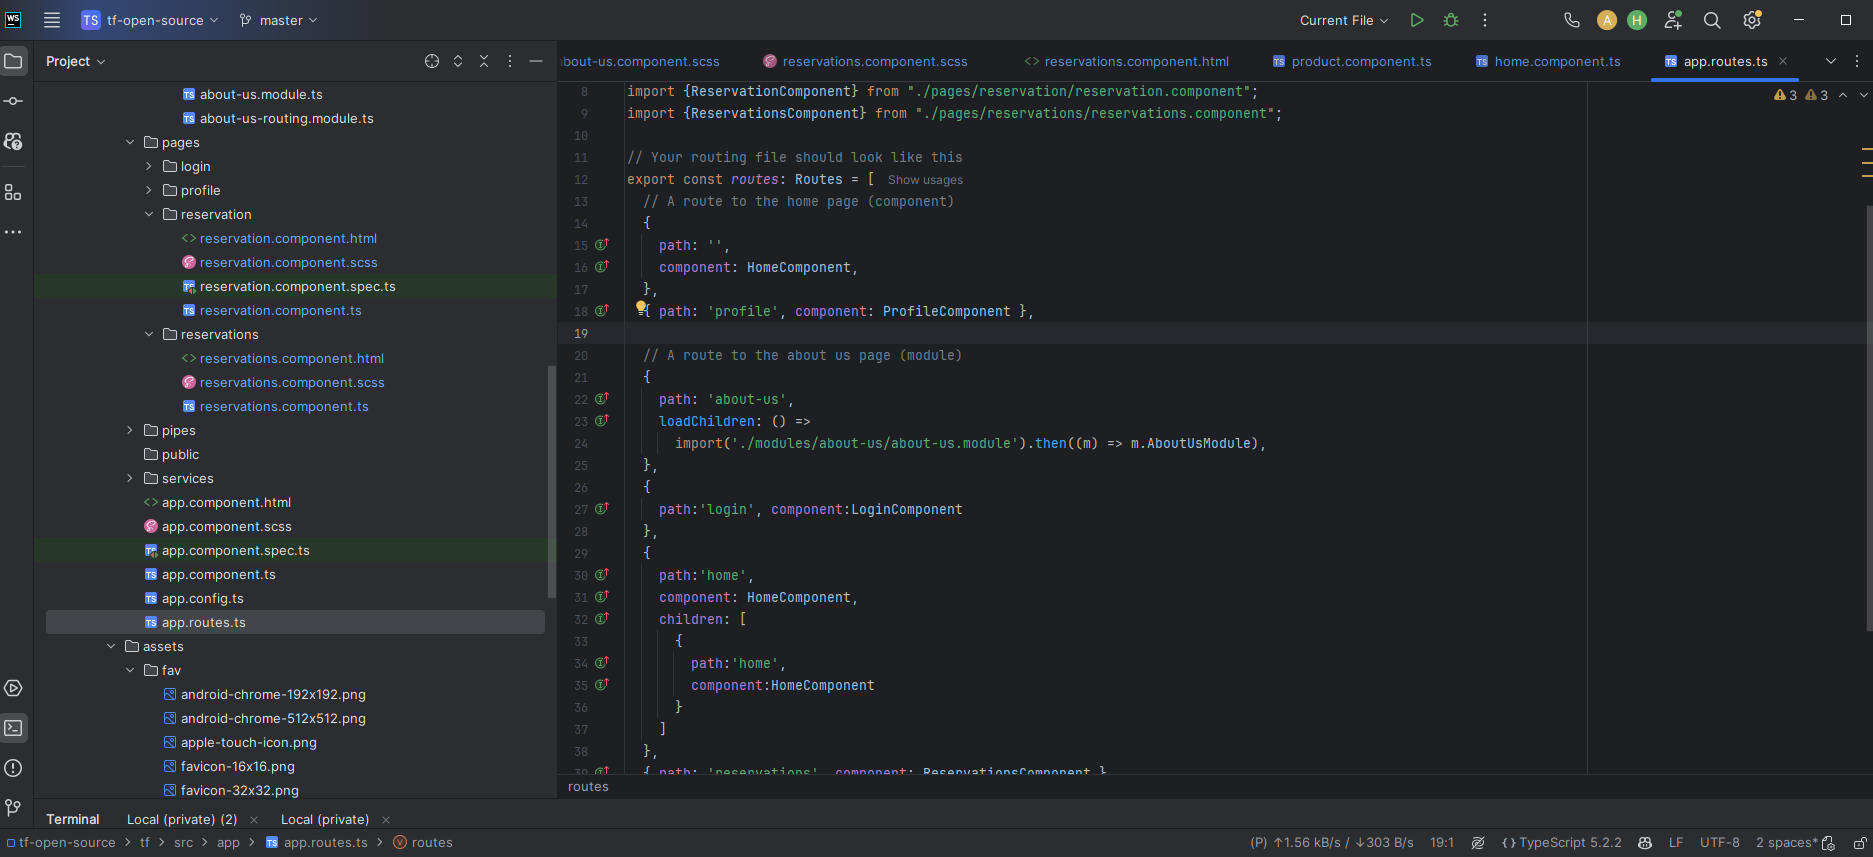 WS
TS tf-open-source
master
Current File
A
H
Project
about-us.component.scss
reservations.component.scss
<> reservations.component.html
TS product.component.ts
TS home.component.ts
TS app.routes.ts ×
TS about-us.module.ts
TS about-us-routing.module.ts
pages
login
profile
reservation
<> reservation.component.html
reservation.component.scss
reservation.component.spec.ts
TS reservation.component.ts
reservations
<> reservations.component.html
reservations.component.scss
TS reservations.component.ts
pipes
public
services
<> app.component.html
app.component.scss
app.component.spec.ts
TS app.component.ts
TS app.config.ts
TS app.routes.ts
assets
fav
android-chrome-192x192.png
android-chrome-512x512.png
apple-touch-icon.png
favicon-16x16.png
favicon-32x32.png
3 3
8 import {ReservationComponent} from "./pages/reservation/reservation.component";
9 import {ReservationsComponent} from "./pages/reservations/reservations.component";
10
11 // Your routing file should look like this
12 export const routes: Routes = [ Show usages
13 // A route to the home page (component)
14 {
15 path: '',
16 component: HomeComponent,
17 },
18 { path: 'profile', component: ProfileComponent },
19
20 // A route to the about us page (module)
21 {
22 path: 'about-us',
23 loadChildren: () =>
24 import('./modules/about-us/about-us.module').then((m) => m.AboutUsModule),
25 },
26 {
27 path:'login', component:LoginComponent
28 },
29 {
30 path:'home',
31 component: HomeComponent,
32 children: [
33 {
34 path:'home',
35 component:HomeComponent
36 }
37 ]
38 },
39 { path: 'reservations', component: ReservationsComponent }
routes
Terminal
Local (private) (2) ×
Local (private) ×
tf-open-source > tf > src > app > TS app.routes.ts > V routes
(P) ↑1.56 kB/s / ↓303 B/s
19:1
{} TypeScript 5.2.2
LF
UTF-8
2 spaces*